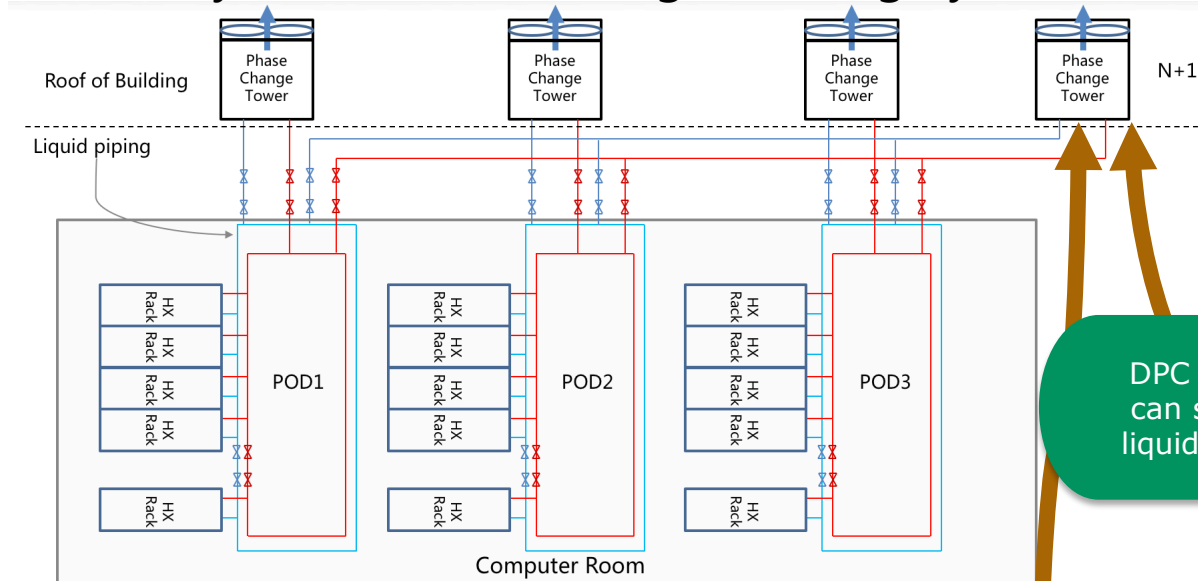 Phase
Change
Tower
Phase
Change
Tower
Phase
Change
Tower
Phase
Change
Tower
Roof of Building
N+1
Liquid piping
HX
Rack
HX
Rack
HX
Rack
HX
Rack
HX
Rack
POD1
HX
Rack
HX
Rack
HX
Rack
HX
Rack
HX
Rack
POD2
HX
Rack
HX
Rack
HX
Rack
HX
Rack
HX
Rack
POD3
DPC
can s
liquid
Computer Room